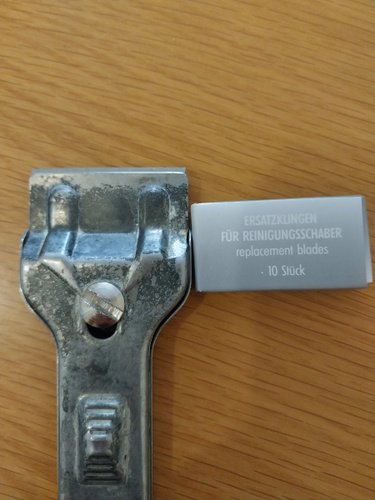 ERSATZKLINGEN
FÜR REINIGUNGSSCHABER
replacement blades
· 10 Stück